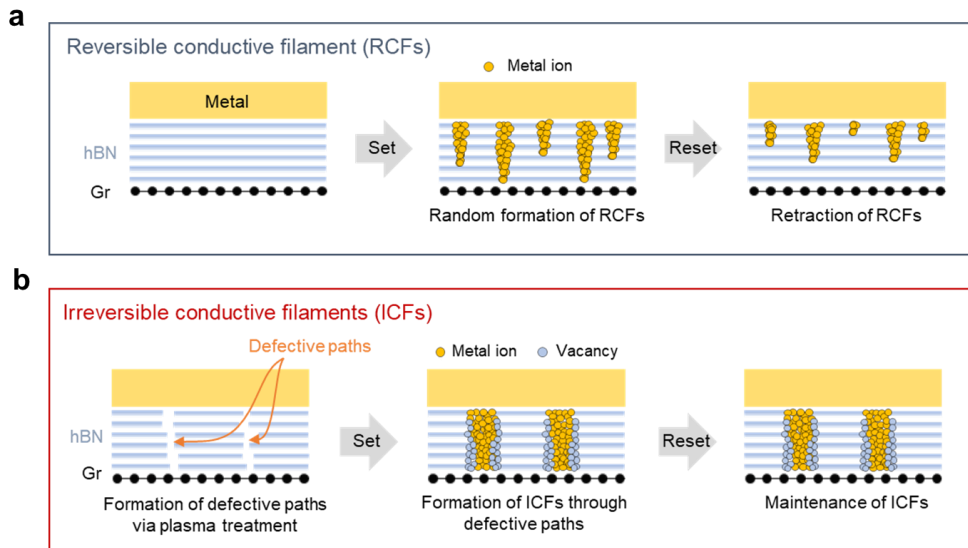 a
Reversible conductive filament (RCFs)
Metal ion
Metal
hBN
Gr
Set
Reset
Random formation of RCFs
Retraction of RCFs
b
Irreversible conductive filaments (ICFs)
Defective paths
Metal ion
Vacancy
hBN
Gr
Set
Reset
Formation of defective paths
via plasma treatment
Formation of ICFs through
defective paths
Maintenance of ICFs